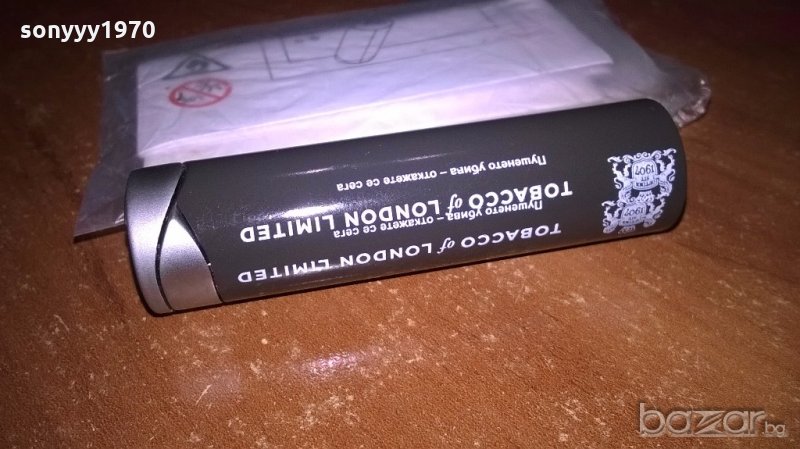 sonyyy1970
TOBACCO of LONDON LIMITED
Пушенето убива – откажете се сега
TOBACCO of LONDON LIMITED
Пушенето убива – откажете се сега
1907
1907
bazar.bg